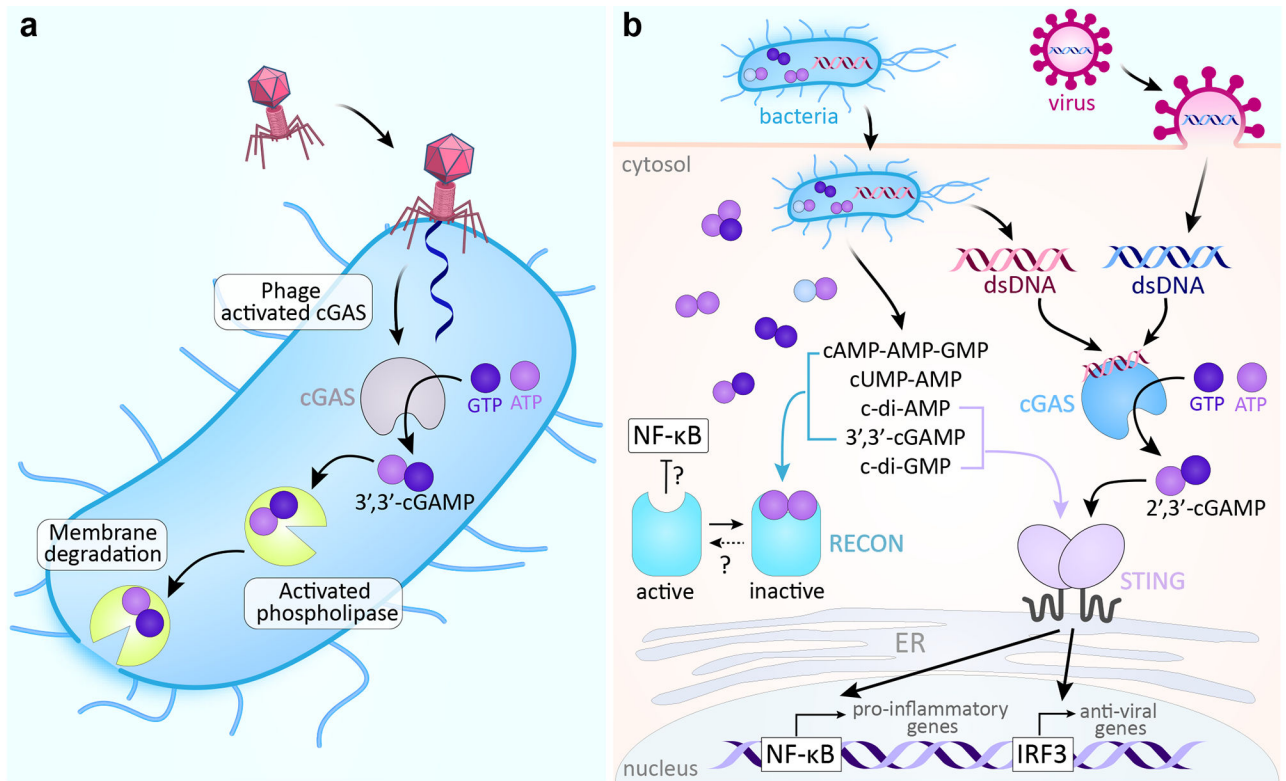 a
Phage
activated cGAS
cGAS
GTP
ATP
3’,3’-cGAMP
Membrane
degradation
Activated
phospholipase
b
bacteria
virus
cytosol
dsDNA
dsDNA
cAMP-AMP-GMP
cUMP-AMP
c-di-AMP
3’,3’-cGAMP
c-di-GMP
cGAS
GTP
ATP
2’,3’-cGAMP
NF-κB
?
?
RECON
active
inactive
STING
ER
pro-inflammatory
genes
anti-viral
genes
NF-κB
IRF3
nucleus